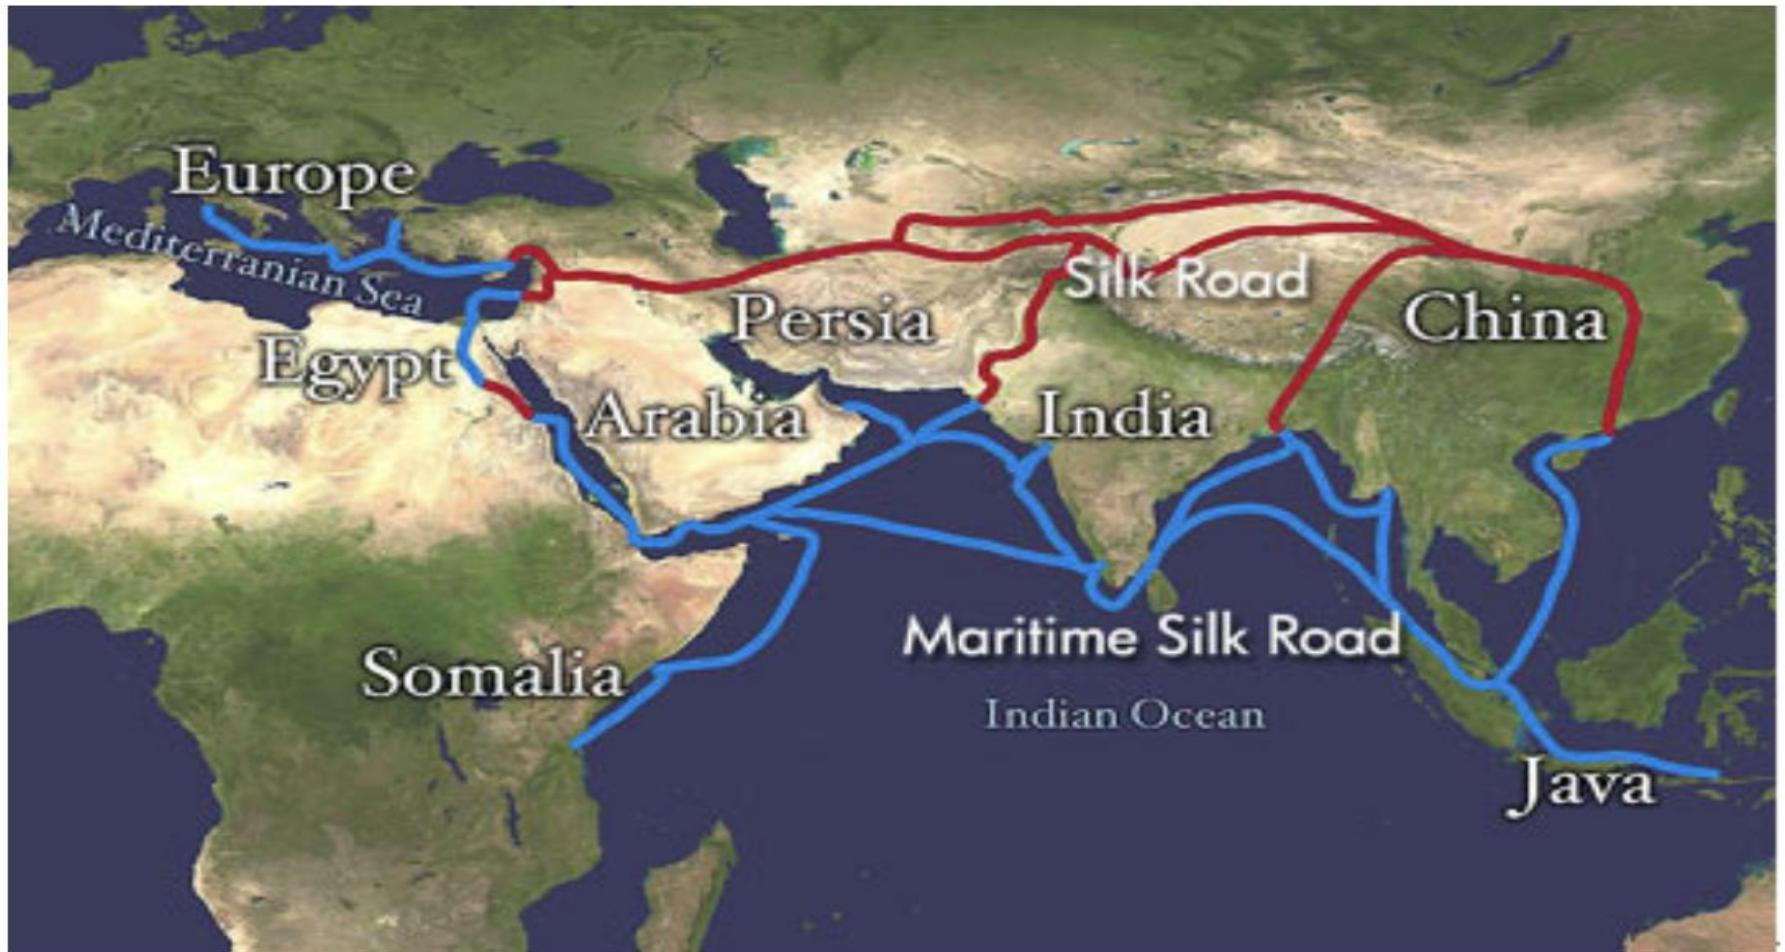 Europe
Mediterranian Sea
Silk Road
Persia
China
Egypt
Arabia
India
Maritime Silk Road
Somalia
Indian Ocean
Java